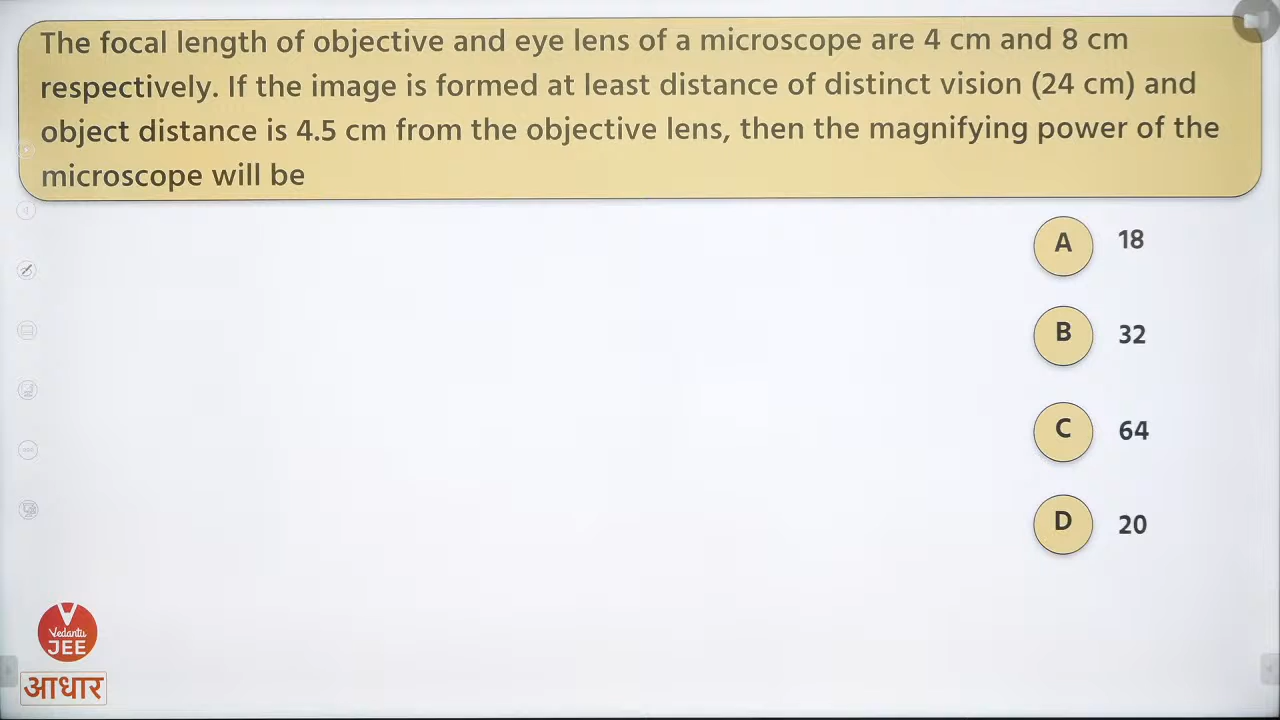 The focal length of objective and eye lens of a microscope are 4 cm and 8 cm
respectively. If the image is formed at least distance of distinct vision (24 cm) and
object distance is 4.5 cm from the objective lens, then the magnifying power of the
microscope will be
A 18
B 32
C 64
D 20
Vedantu
JEE
आधार